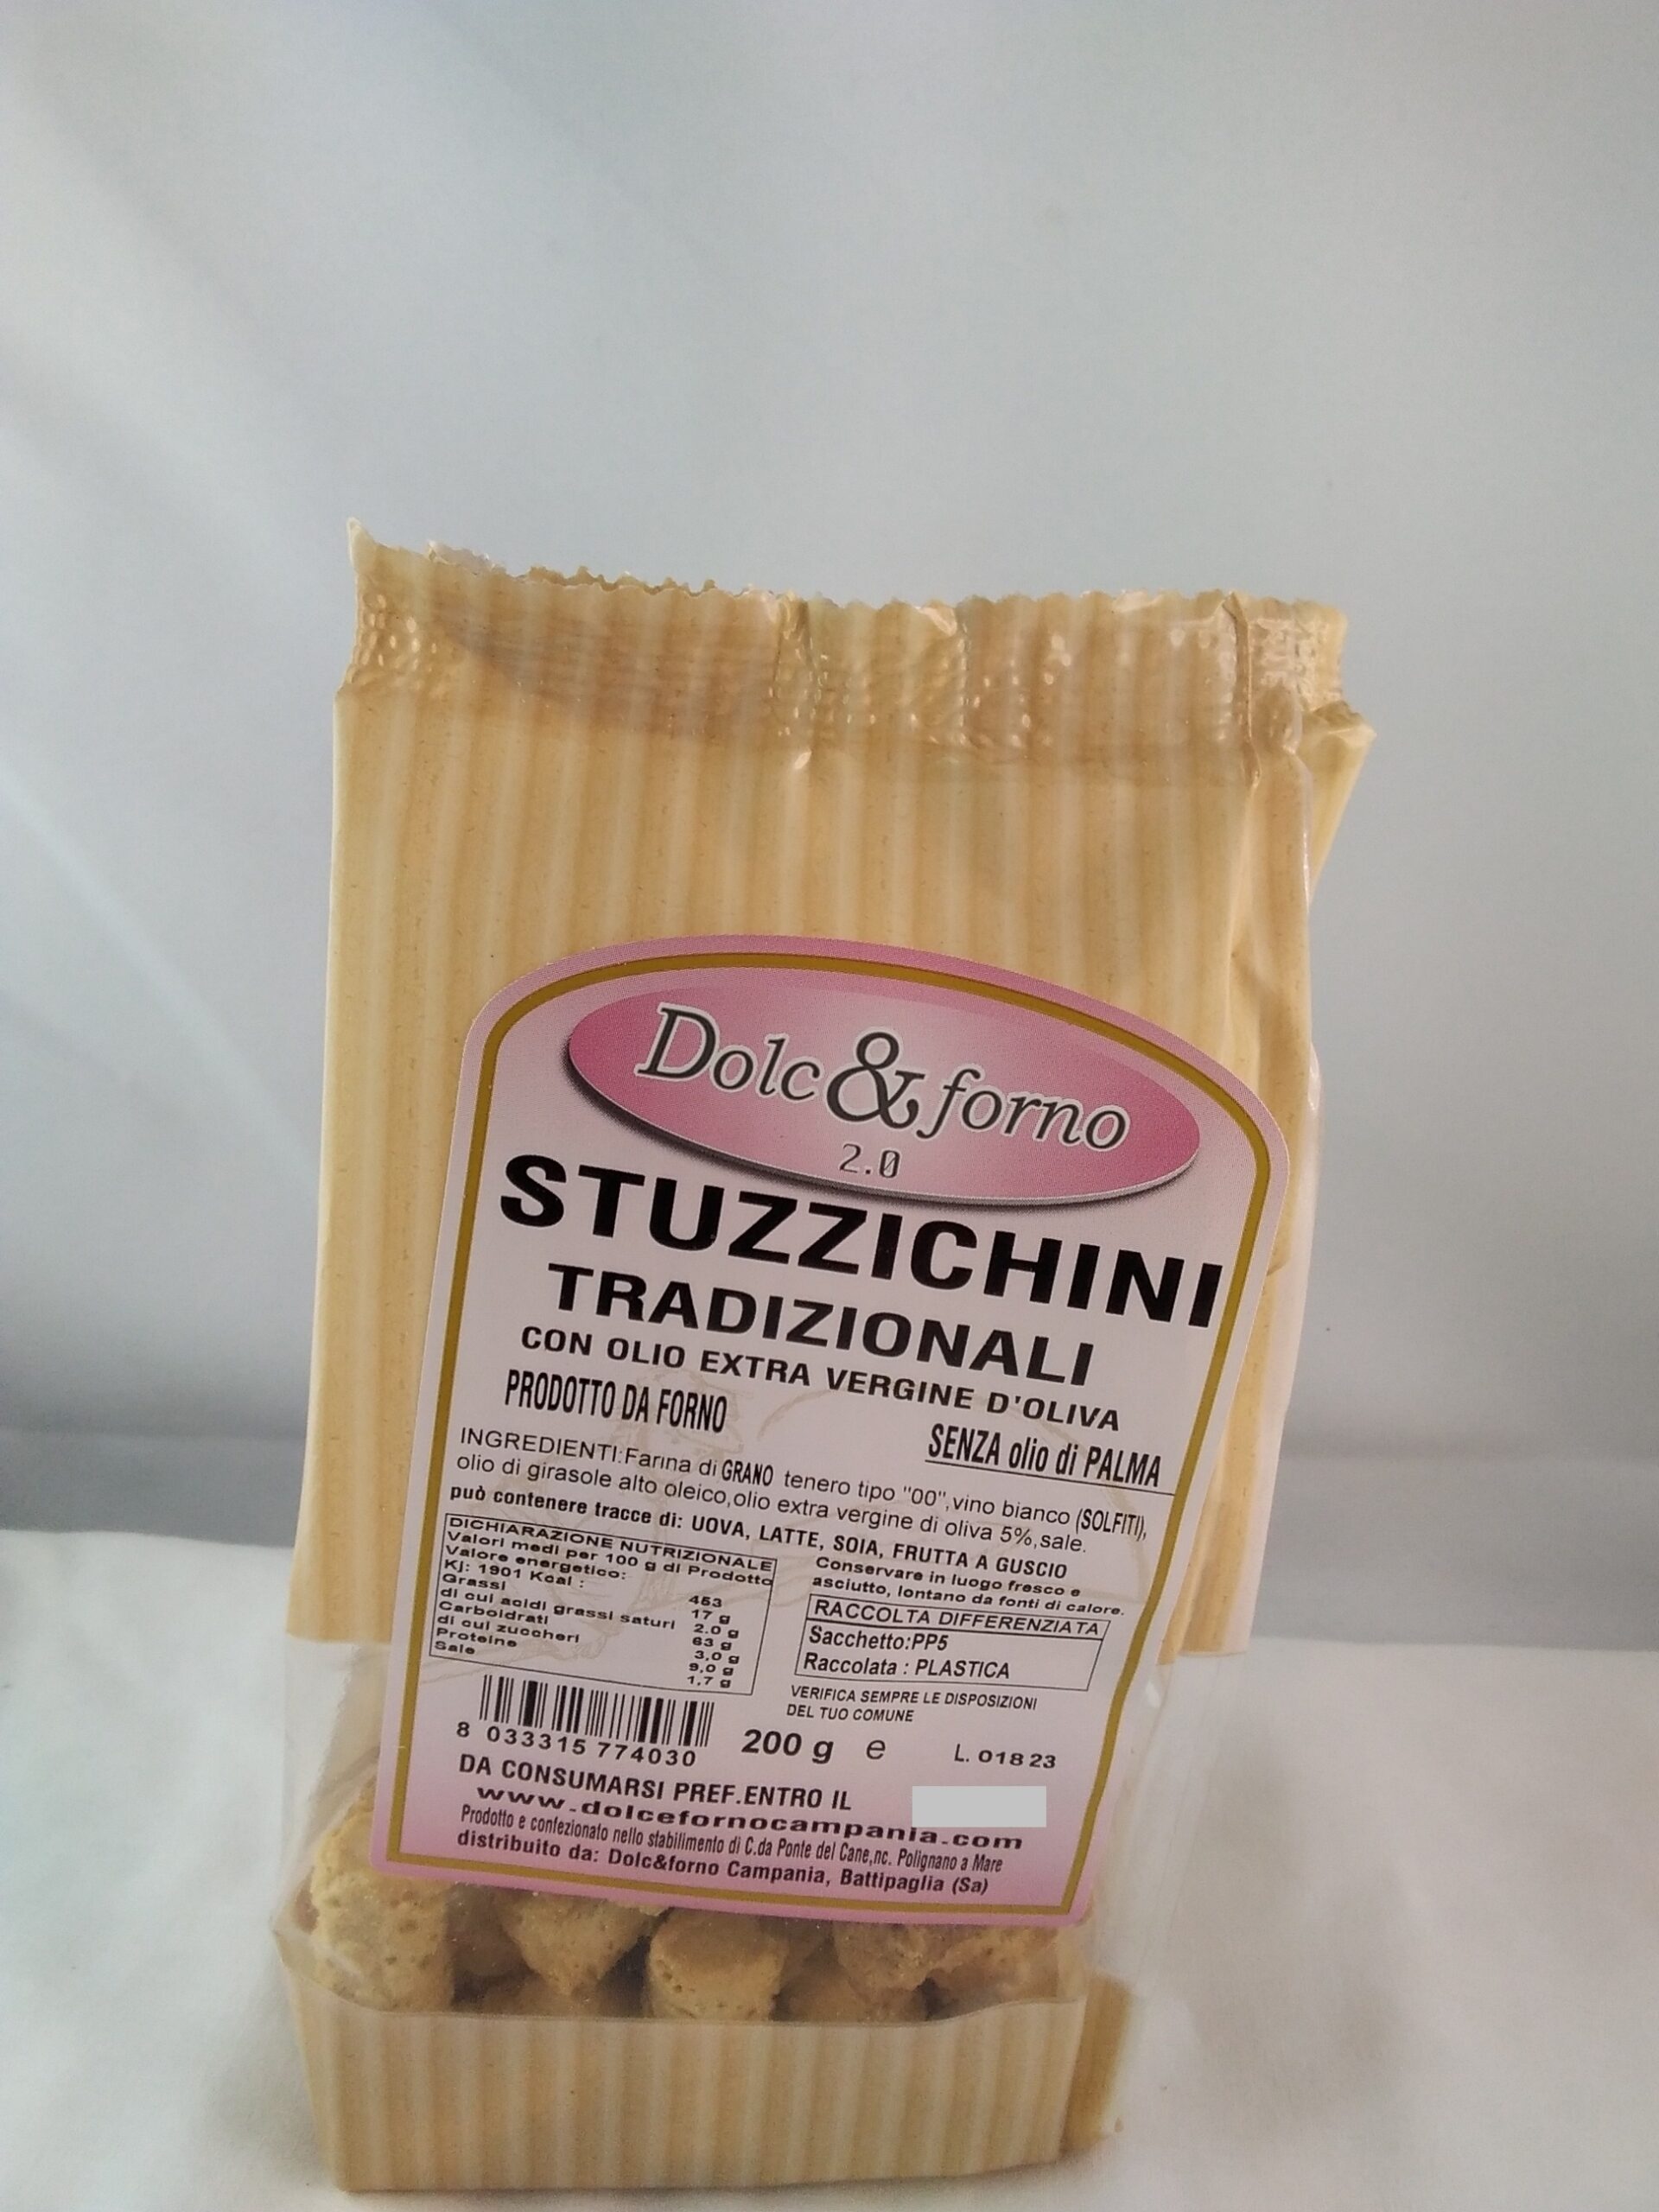 Dolc&forno
2.0
STUZZICHINI
TRADIZIONALI
CON OLIO EXTRA VERGINE D'OLIVA
PRODOTTO DA FORNO
SENZA olio di PALMA
INGREDIENTI:Farina di GRANO tenero tipo "00",vino bianco (SOLFITI),
olio di girasole alto oleico,olio extra vergine di oliva 5%,sale.
può contenere tracce di: UOVA, LATTE, SOIA, FRUTTA A GUSCIO
DICHIARAZIONE NUTRIZIONALE
Valori medi per 100 g di Prodotto
Valore energetico:
Kj: 1901 Kcal : 453
Grassi 17 g
di cui acidi grassi saturi 2.0 g
Carboidrati 63 g
di cui zuccheri 3,0 g
Proteine 9,0 g
Sale 1,7 g
Conservare in luogo fresco e
asciutto, lontano da fonti di calore.
RACCOLTA DIFFERENZIATA
Sacchetto:PP5
Raccolata : PLASTICA
VERIFICA SEMPRE LE DISPOSIZIONI
DEL TUO COMUNE
8 033315 774030
200 g e
L. 018 23
DA CONSUMARSI PREF.ENTRO IL
www.dolcefornocampania.com
Prodotto e confezionato nello stabilimento di C.da Ponte del Cane,nc. Polignano a Mare
distribuito da: Dolc&forno Campania, Battipaglia (Sa)